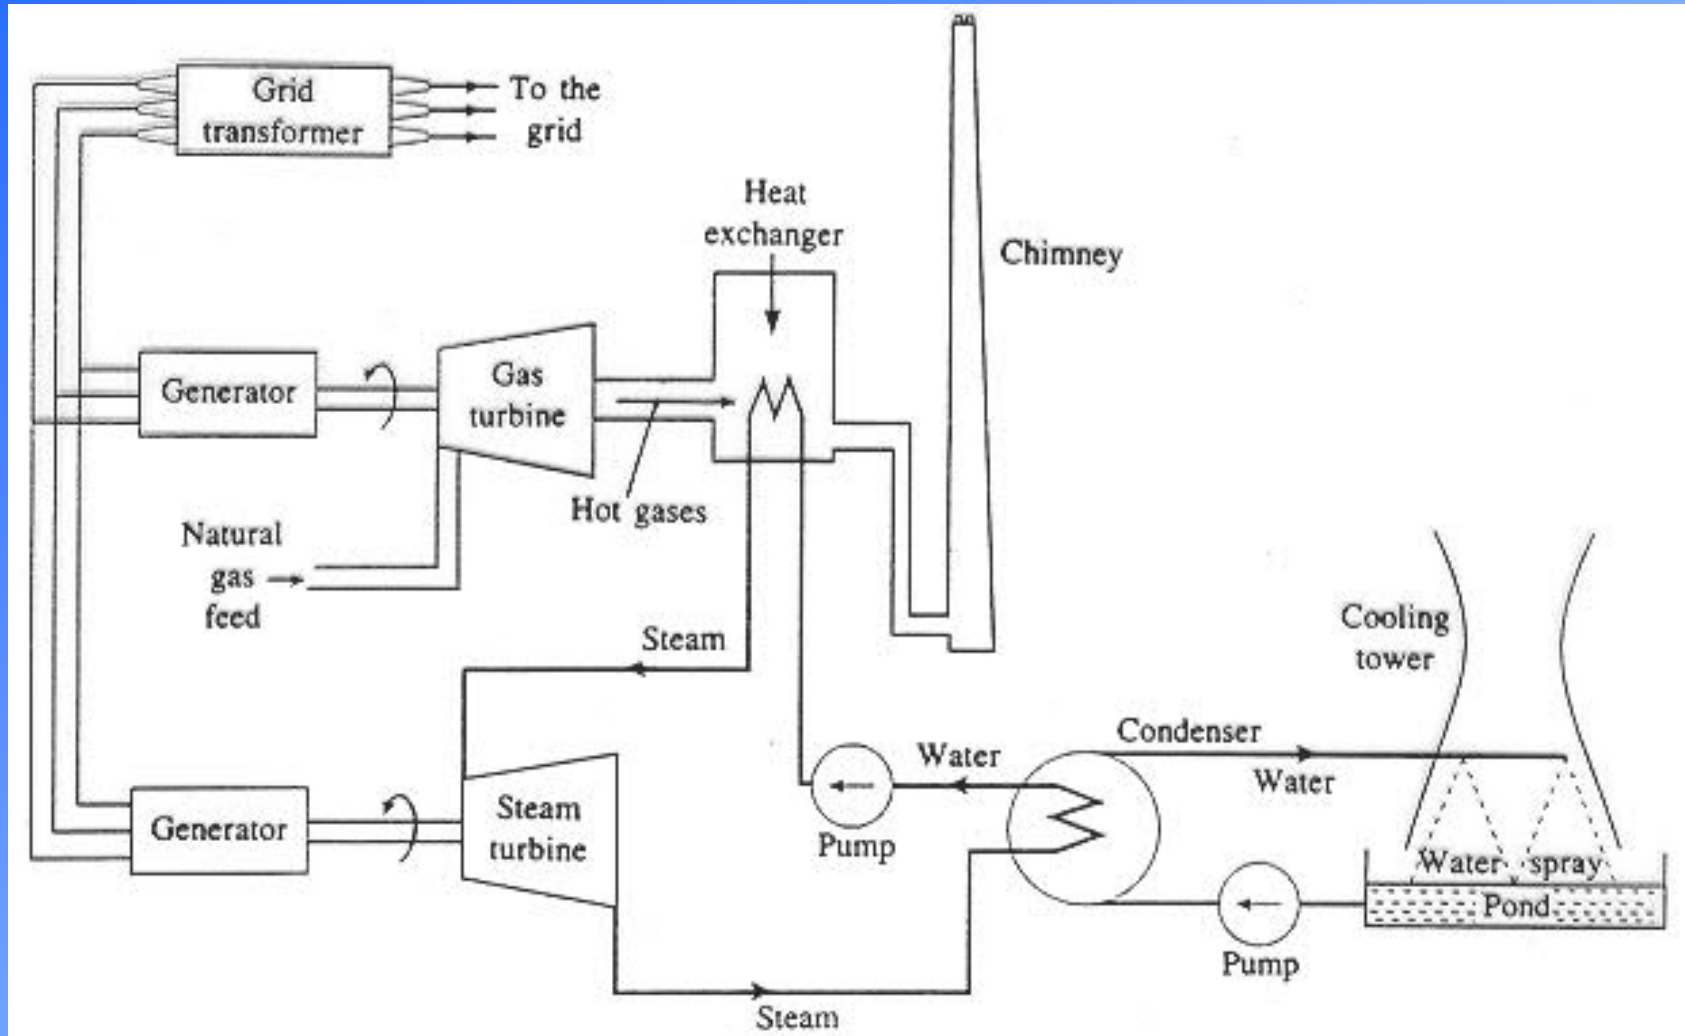 Grid
transformer
To the
grid
Heat
exchanger
Chimney
Generator
Gas
turbine
Hot gases
Natural
gas
feed
Steam
Cooling
tower
Condenser
Water
Water
Generator
Steam
turbine
Pump
Water spray
Pond
Pump
Steam